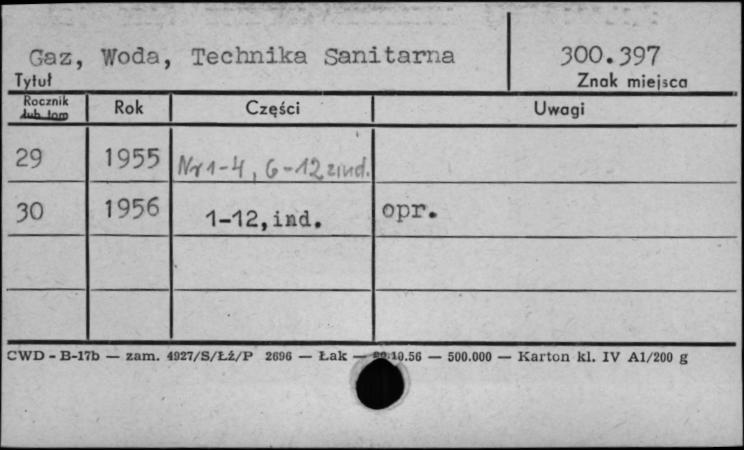 Gaz, Woda, Technika Sanitarna 300.397
Tytuł Znak miejsca
Rocznik lub tom Rok Części Uwagi
29 1955 Nr 1-4, 6-12 z ind.
30 1956 1-12, ind. opr.
CWD - B-17b — zam. 4927/S/Łź/P 2696 — Łak — 10.56 — 500.000 — Karton kl. IV A1/200 g